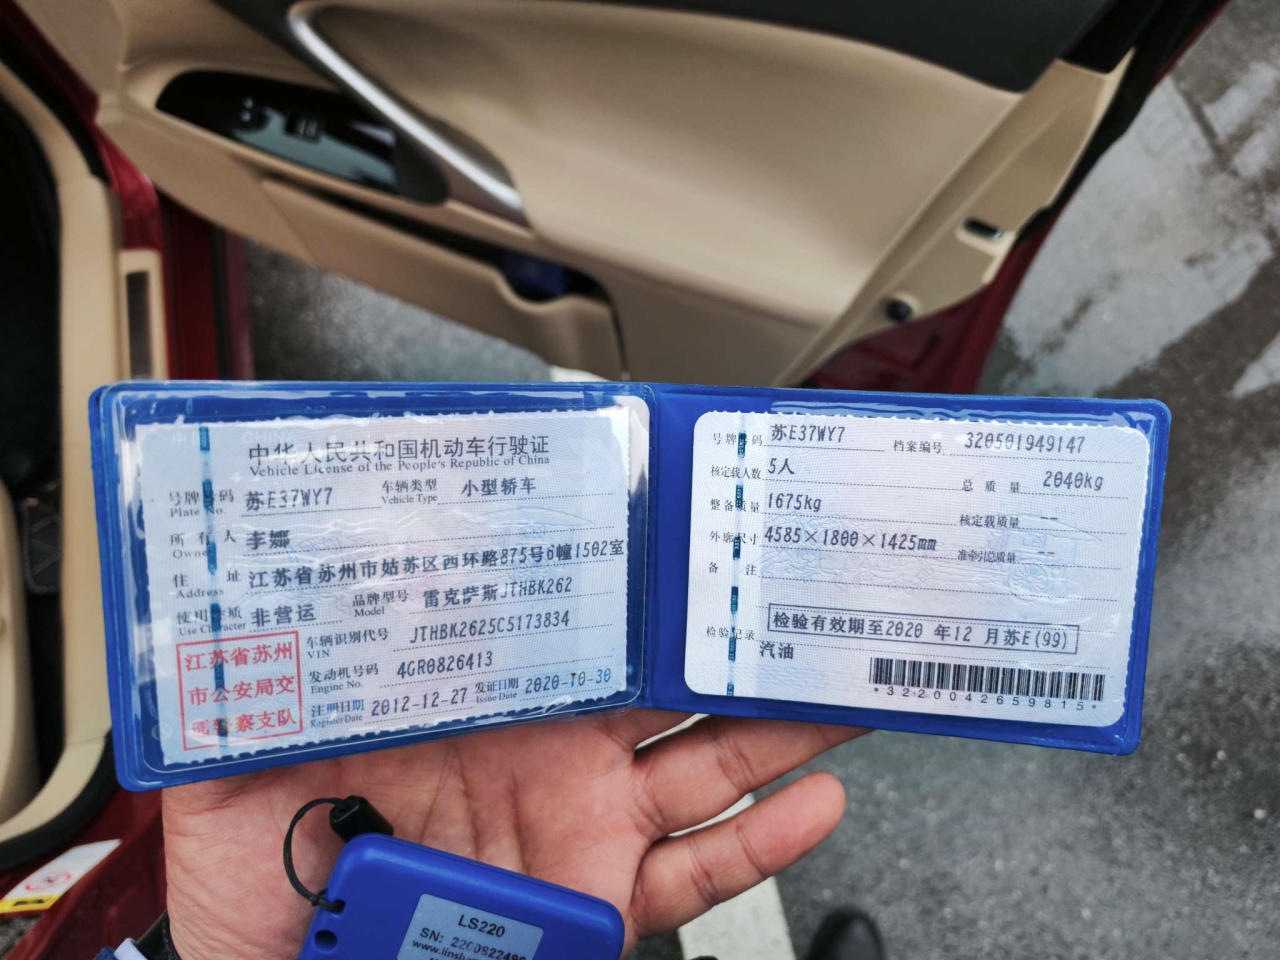 中华人民共和国机动车行驶证
Vehicle License of the People's Republic of China
号牌号码 苏E37WY7 车辆类型 小型轿车
Plate No. Vehicle Type
所有人 李娜
Owner
住址 江苏省苏州市姑苏区西环路875号6幢1502室
Address
使用性质 非营运 品牌型号 雷克萨斯JTHBK262
Use Character Model
车辆识别代号 JTHBK2625C5173834
VIN
发动机号码 4GR0826413
Engine No.
注册日期 2012-12-27 发证日期 2020-10-30
Register Date Issue Date
江苏省苏州
市公安局交
通警察支队
号牌号码 苏E37WY7 档案编号 320501949147
核定载人数 5人 总质量 2040kg
整备质量 1675kg 核定载质量 --
外廓尺寸 4585×1800×1425mm 准牵引总质量 --
备注
检验有效期至2020 年12 月苏E(99)
检验记录
汽油
*3220042659815*
LS220
SN: